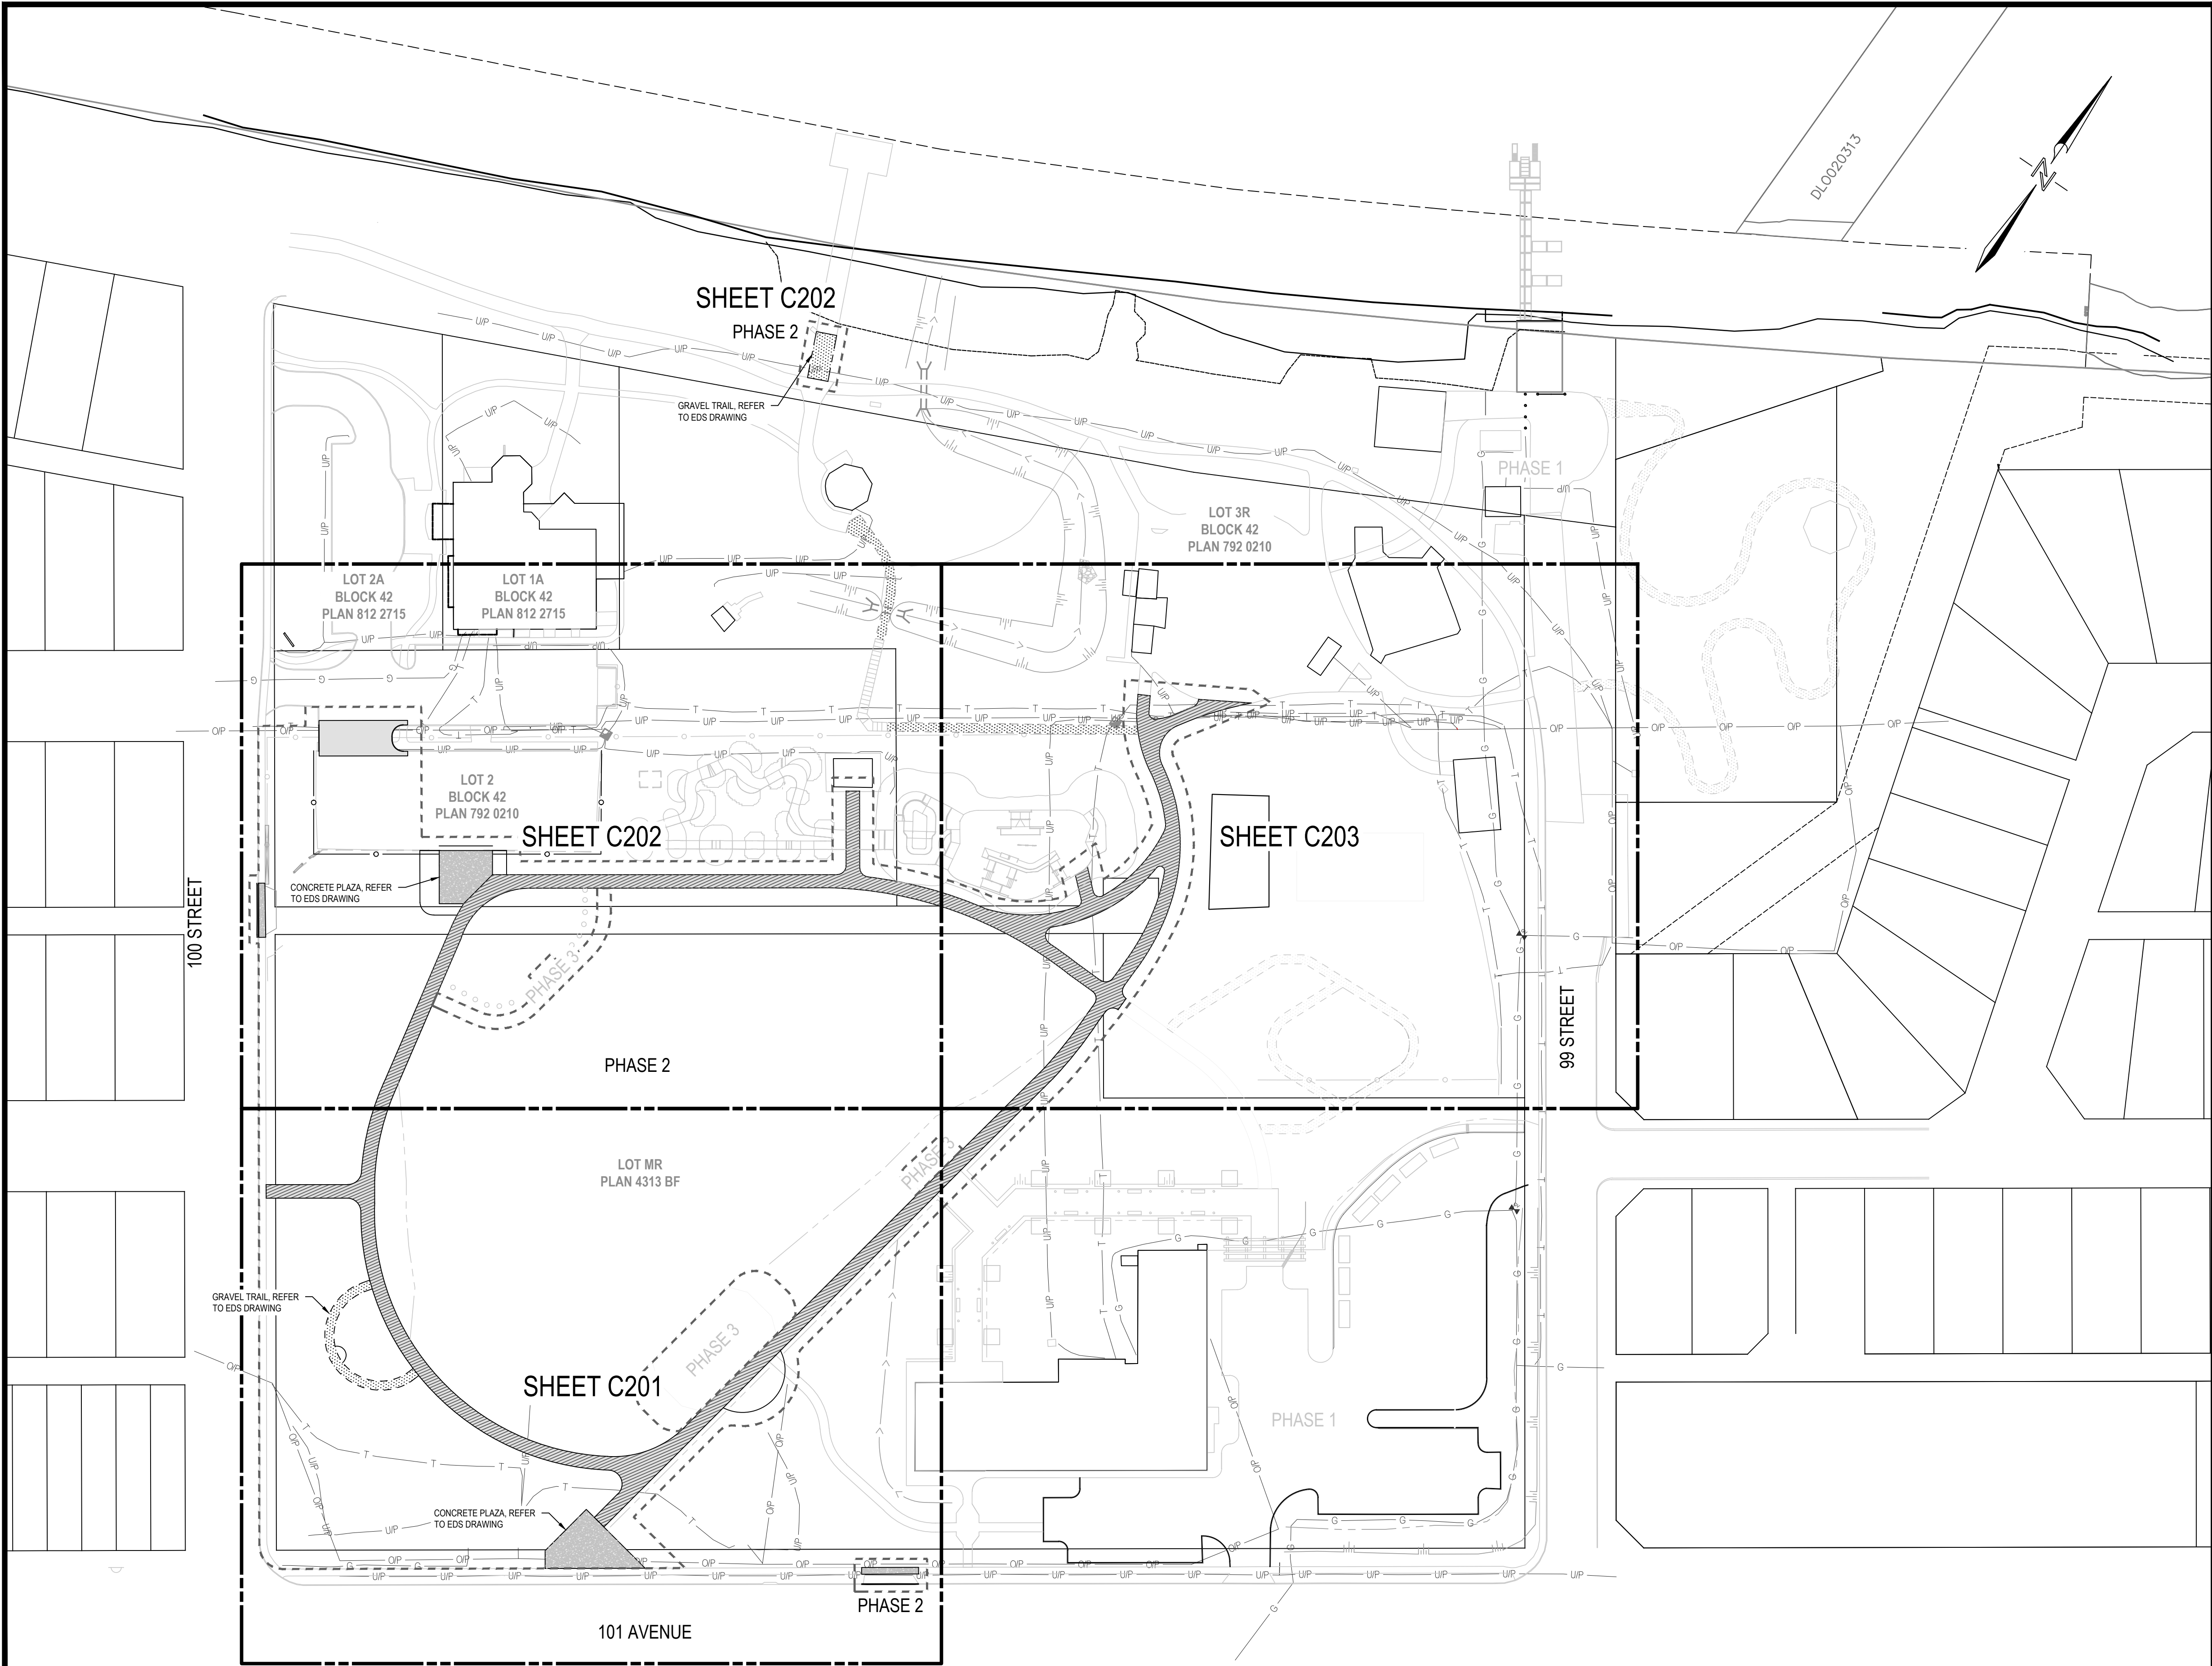 DLO020313
N
SHEET C202
PHASE 2
GRAVEL TRAIL, REFER
TO EDS DRAWING
PHASE 1
LOT 3R
BLOCK 42
PLAN 792 0210
LOT 2A
BLOCK 42
PLAN 812 2715
LOT 1A
BLOCK 42
PLAN 812 2715
LOT 2
BLOCK 42
PLAN 792 0210
SHEET C202
SHEET C203
CONCRETE PLAZA, REFER
TO EDS DRAWING
100 STREET
PHASE 3
99 STREET
PHASE 2
LOT MR
PLAN 4313 BF
PHASE 3
GRAVEL TRAIL, REFER
TO EDS DRAWING
PHASE 3
SHEET C201
PHASE 1
CONCRETE PLAZA, REFER
TO EDS DRAWING
PHASE 2
101 AVENUE